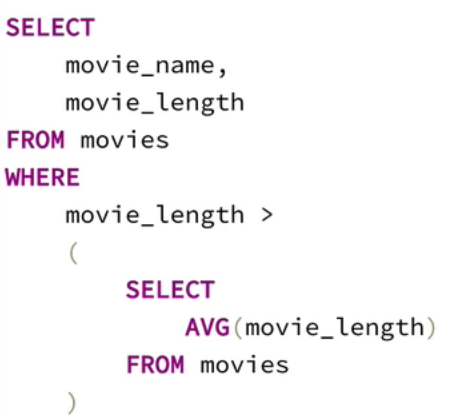 SELECT
movie_name,
movie_length
FROM movies
WHERE
movie_length >
(
SELECT
AVG(movie_length)
FROM movies
)